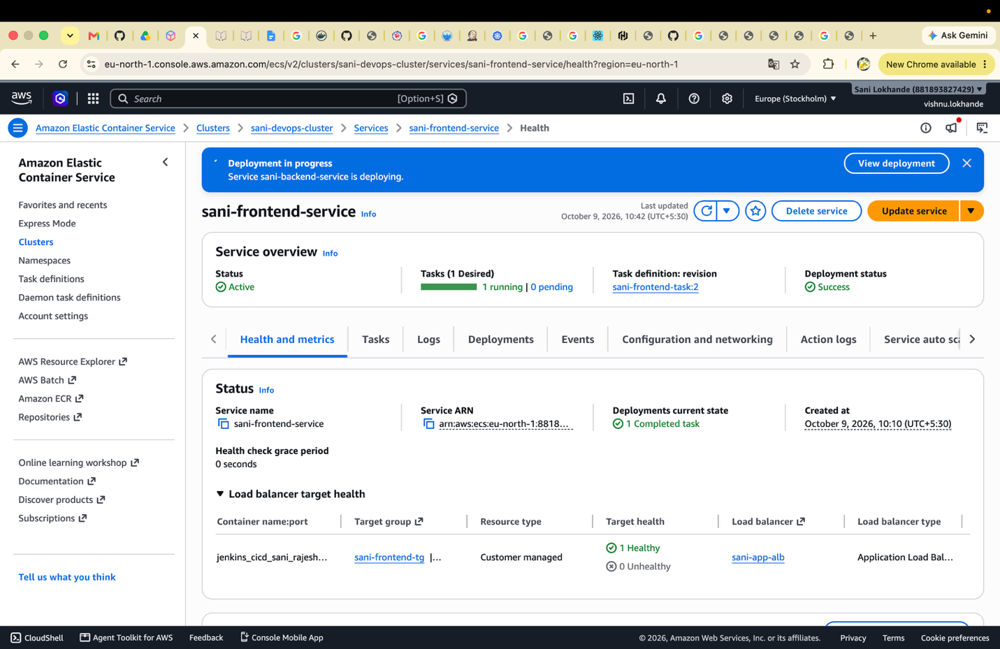 Ask Gemini
eu-north-1.console.aws.amazon.com/ecs/v2/clusters/sani-devops-cluster/services/sani-frontend-service/health?region=eu-north-1
New Chrome available
aws
Search
[Option+S]
Europe (Stockholm)
Sani Lokhande (881893827429)
vishnu.lokhande
Amazon Elastic Container Service
Clusters
sani-devops-cluster
Services
sani-frontend-service
Health
Amazon Elastic
Container Service
Favorites and recents
Express Mode
Clusters
Namespaces
Task definitions
Daemon task definitions
Account settings
AWS Resource Explorer
AWS Batch
Amazon ECR
Repositories
Online learning workshop
Documentation
Discover products
Subscriptions
Tell us what you think
Deployment in progress
Service sani-backend-service is deploying.
View deployment
sani-frontend-service Info
Last updated
October 9, 2026, 10:42 (UTC+5:30)
Delete service
Update service
Service overview Info
Status
Active
Tasks (1 Desired)
1 running | 0 pending
Task definition: revision
sani-frontend-task:2
Deployment status
Success
Health and metrics
Tasks
Logs
Deployments
Events
Configuration and networking
Action logs
Service auto sca
Status Info
Service name
sani-frontend-service
Service ARN
arn:aws:ecs:eu-north-1:8818...
Deployments current state
1 Completed task
Created at
October 9, 2026, 10:10 (UTC+5:30)
Health check grace period
0 seconds
Load balancer target health
Container name:port
Target group
Resource type
Target health
Load balancer
Load balancer type
jenkins_cicd_sani_rajesh...
sani-frontend-tg |...
Customer managed
1 Healthy
0 Unhealthy
sani-app-alb
Application Load Bal...
CloudShell
Agent Toolkit for AWS
Feedback
Console Mobile App
© 2026, Amazon Web Services, Inc. or its affiliates.
Privacy
Terms
Cookie preferences